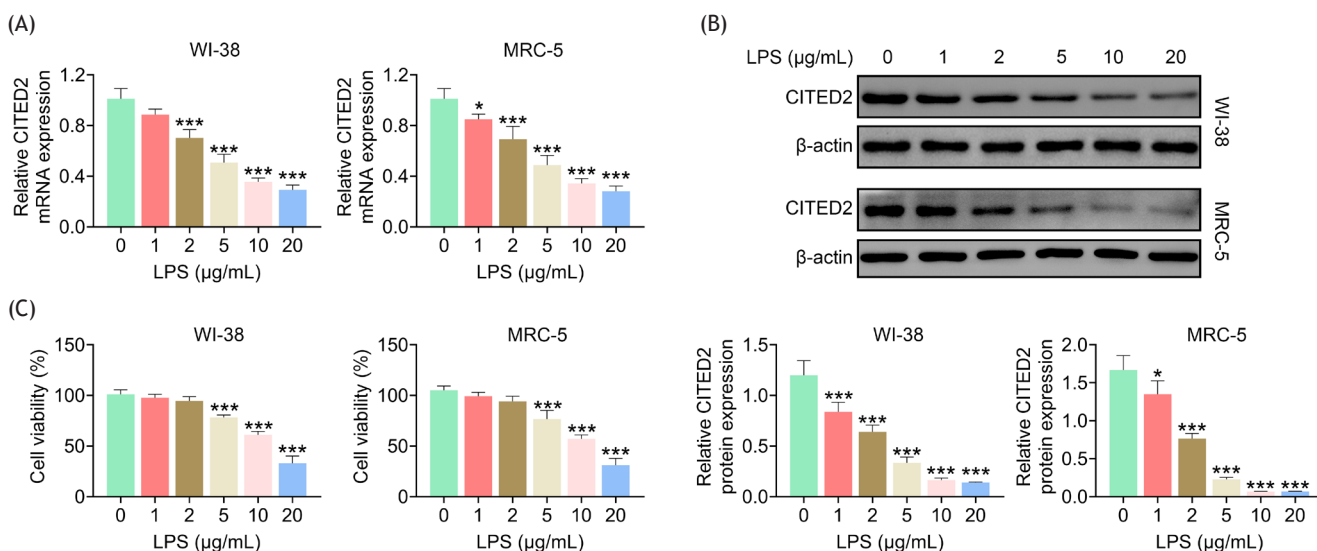 (A)
WI-38
Relative CITED2
mRNA expression
1.2
0.8
0.4
0.0
***
***
***
***
0 1 2 5 10 20
LPS (μg/mL)
MRC-5
Relative CITED2
mRNA expression
1.2
0.8
0.4
0.0
*
***
***
***
***
0 1 2 5 10 20
LPS (μg/mL)
(B)
LPS (μg/mL) 0 1 2 5 10 20
CITED2
β-actin
WI-38
CITED2
β-actin
MRC-5
WI-38
Relative CITED2
protein expression
1.5
1.0
0.5
0.0
***
***
***
***
***
0 1 2 5 10 20
LPS (μg/mL)
MRC-5
Relative CITED2
protein expression
2.0
1.5
1.0
0.5
0.0
*
***
***
***
***
0 1 2 5 10 20
LPS (μg/mL)
(C)
WI-38
Cell viability (%)
150
100
50
0
***
***
***
0 1 2 5 10 20
LPS (μg/mL)
MRC-5
Cell viability (%)
150
100
50
0
***
***
***
0 1 2 5 10 20
LPS (μg/mL)